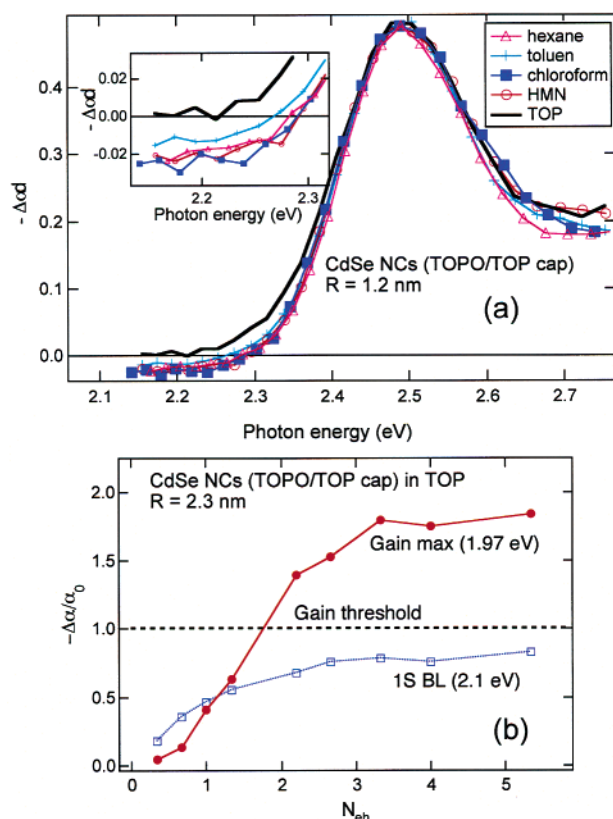 hexane
toluen
chloroform
HMN
TOP
0.02
0.00
-0.02
2.2
2.3
Photon energy (eV)
- Δαd
- Δαd
0.4
0.3
0.2
0.1
0.0
CdSe NCs (TOPO/TOP cap)
R = 1.2 nm
(a)
2.1
2.2
2.3
2.4
2.5
2.6
2.7
Photon energy (eV)
CdSe NCs (TOPO/TOP cap) in TOP
R = 2.3 nm
2.0
1.5
1.0
0.5
0.0
−Δα/α0
Gain max (1.97 eV)
Gain threshold
1S BL (2.1 eV)
(b)
0
1
2
3
4
5
Neh